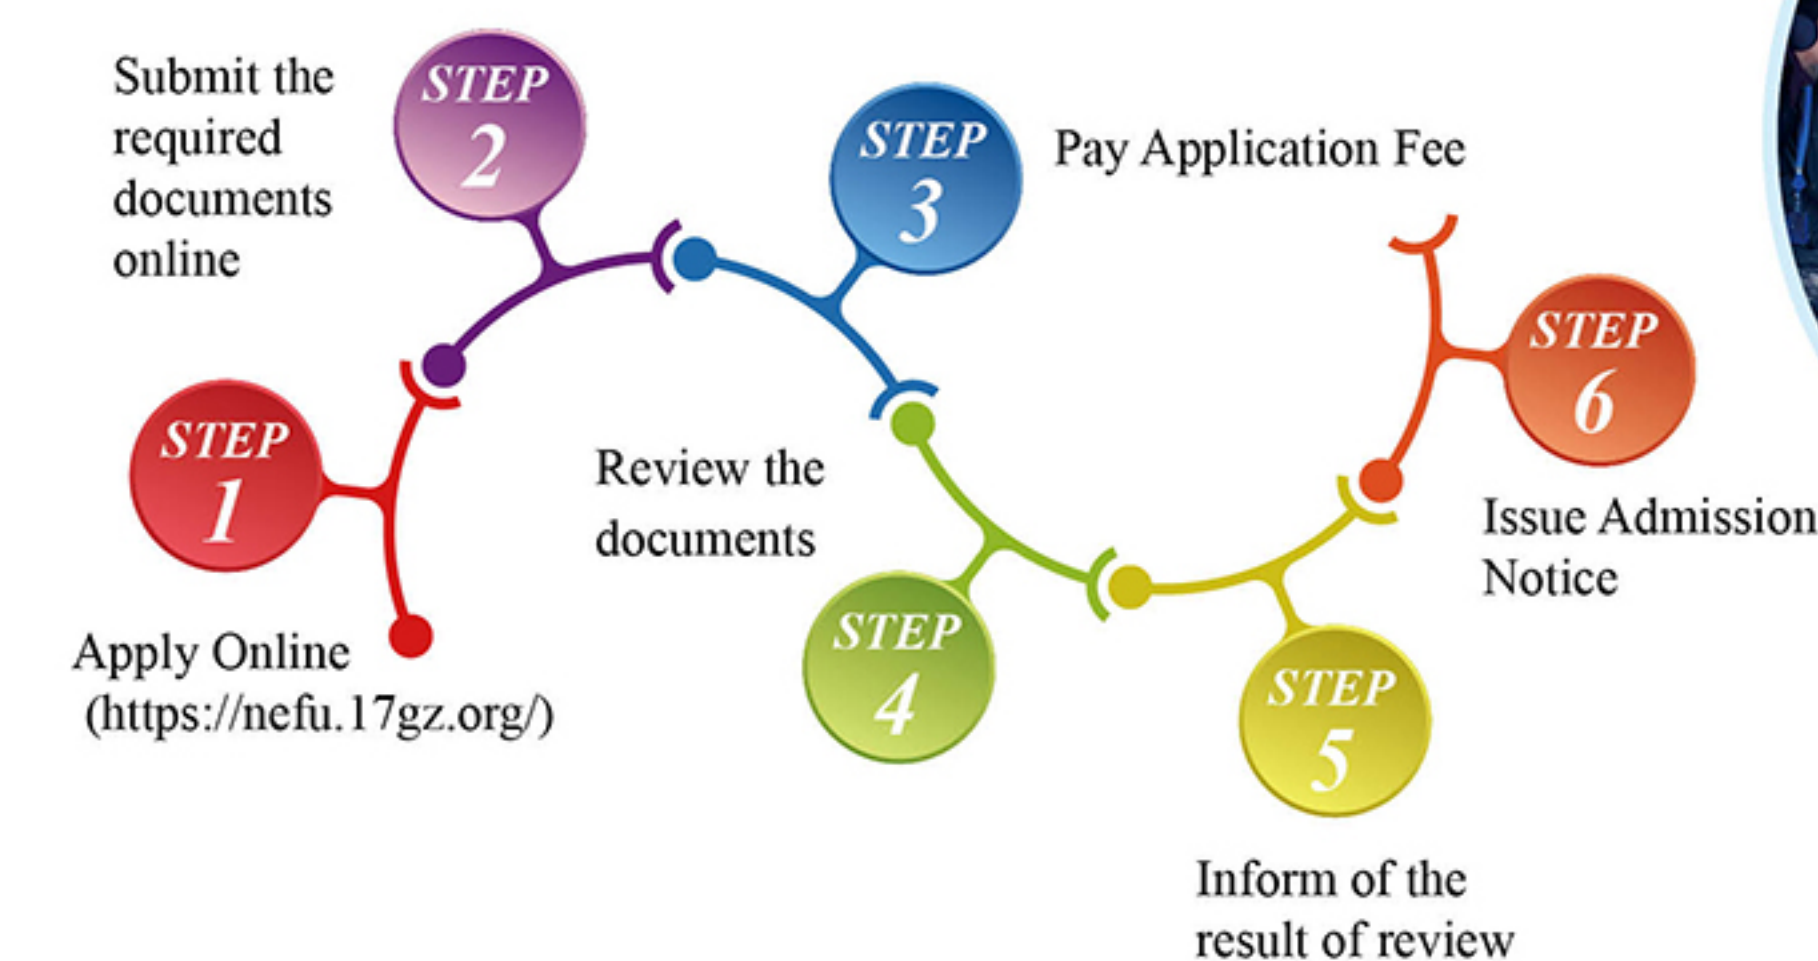 STEP
1
Apply Online
(https://nefu.17gz.org/)
STEP
2
Submit the
required
documents
online
STEP
3
Pay Application Fee
STEP
4
Review the
documents
STEP
5
Inform of the
result of review
STEP
6
Issue Admission
Notice